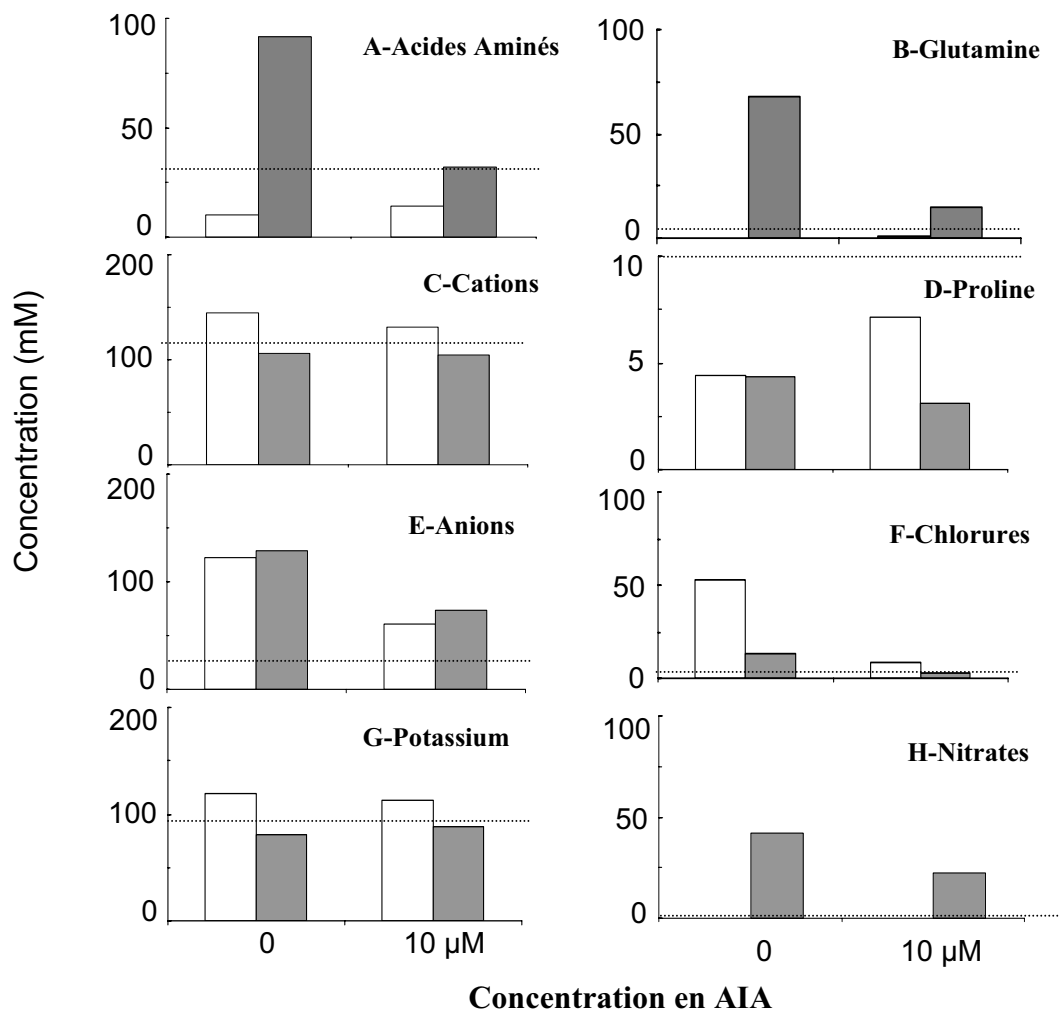 Concentration (mM)
A-Acides Aminés
100
50
0
B-Glutamine
100
50
0
C-Cations
200
100
0
D-Proline
10
5
0
E-Anions
200
100
0
F-Chlorures
100
50
0
G-Potassium
200
100
0
0
10 µM
H-Nitrates
100
50
0
0
10 µM
Concentration en AIA